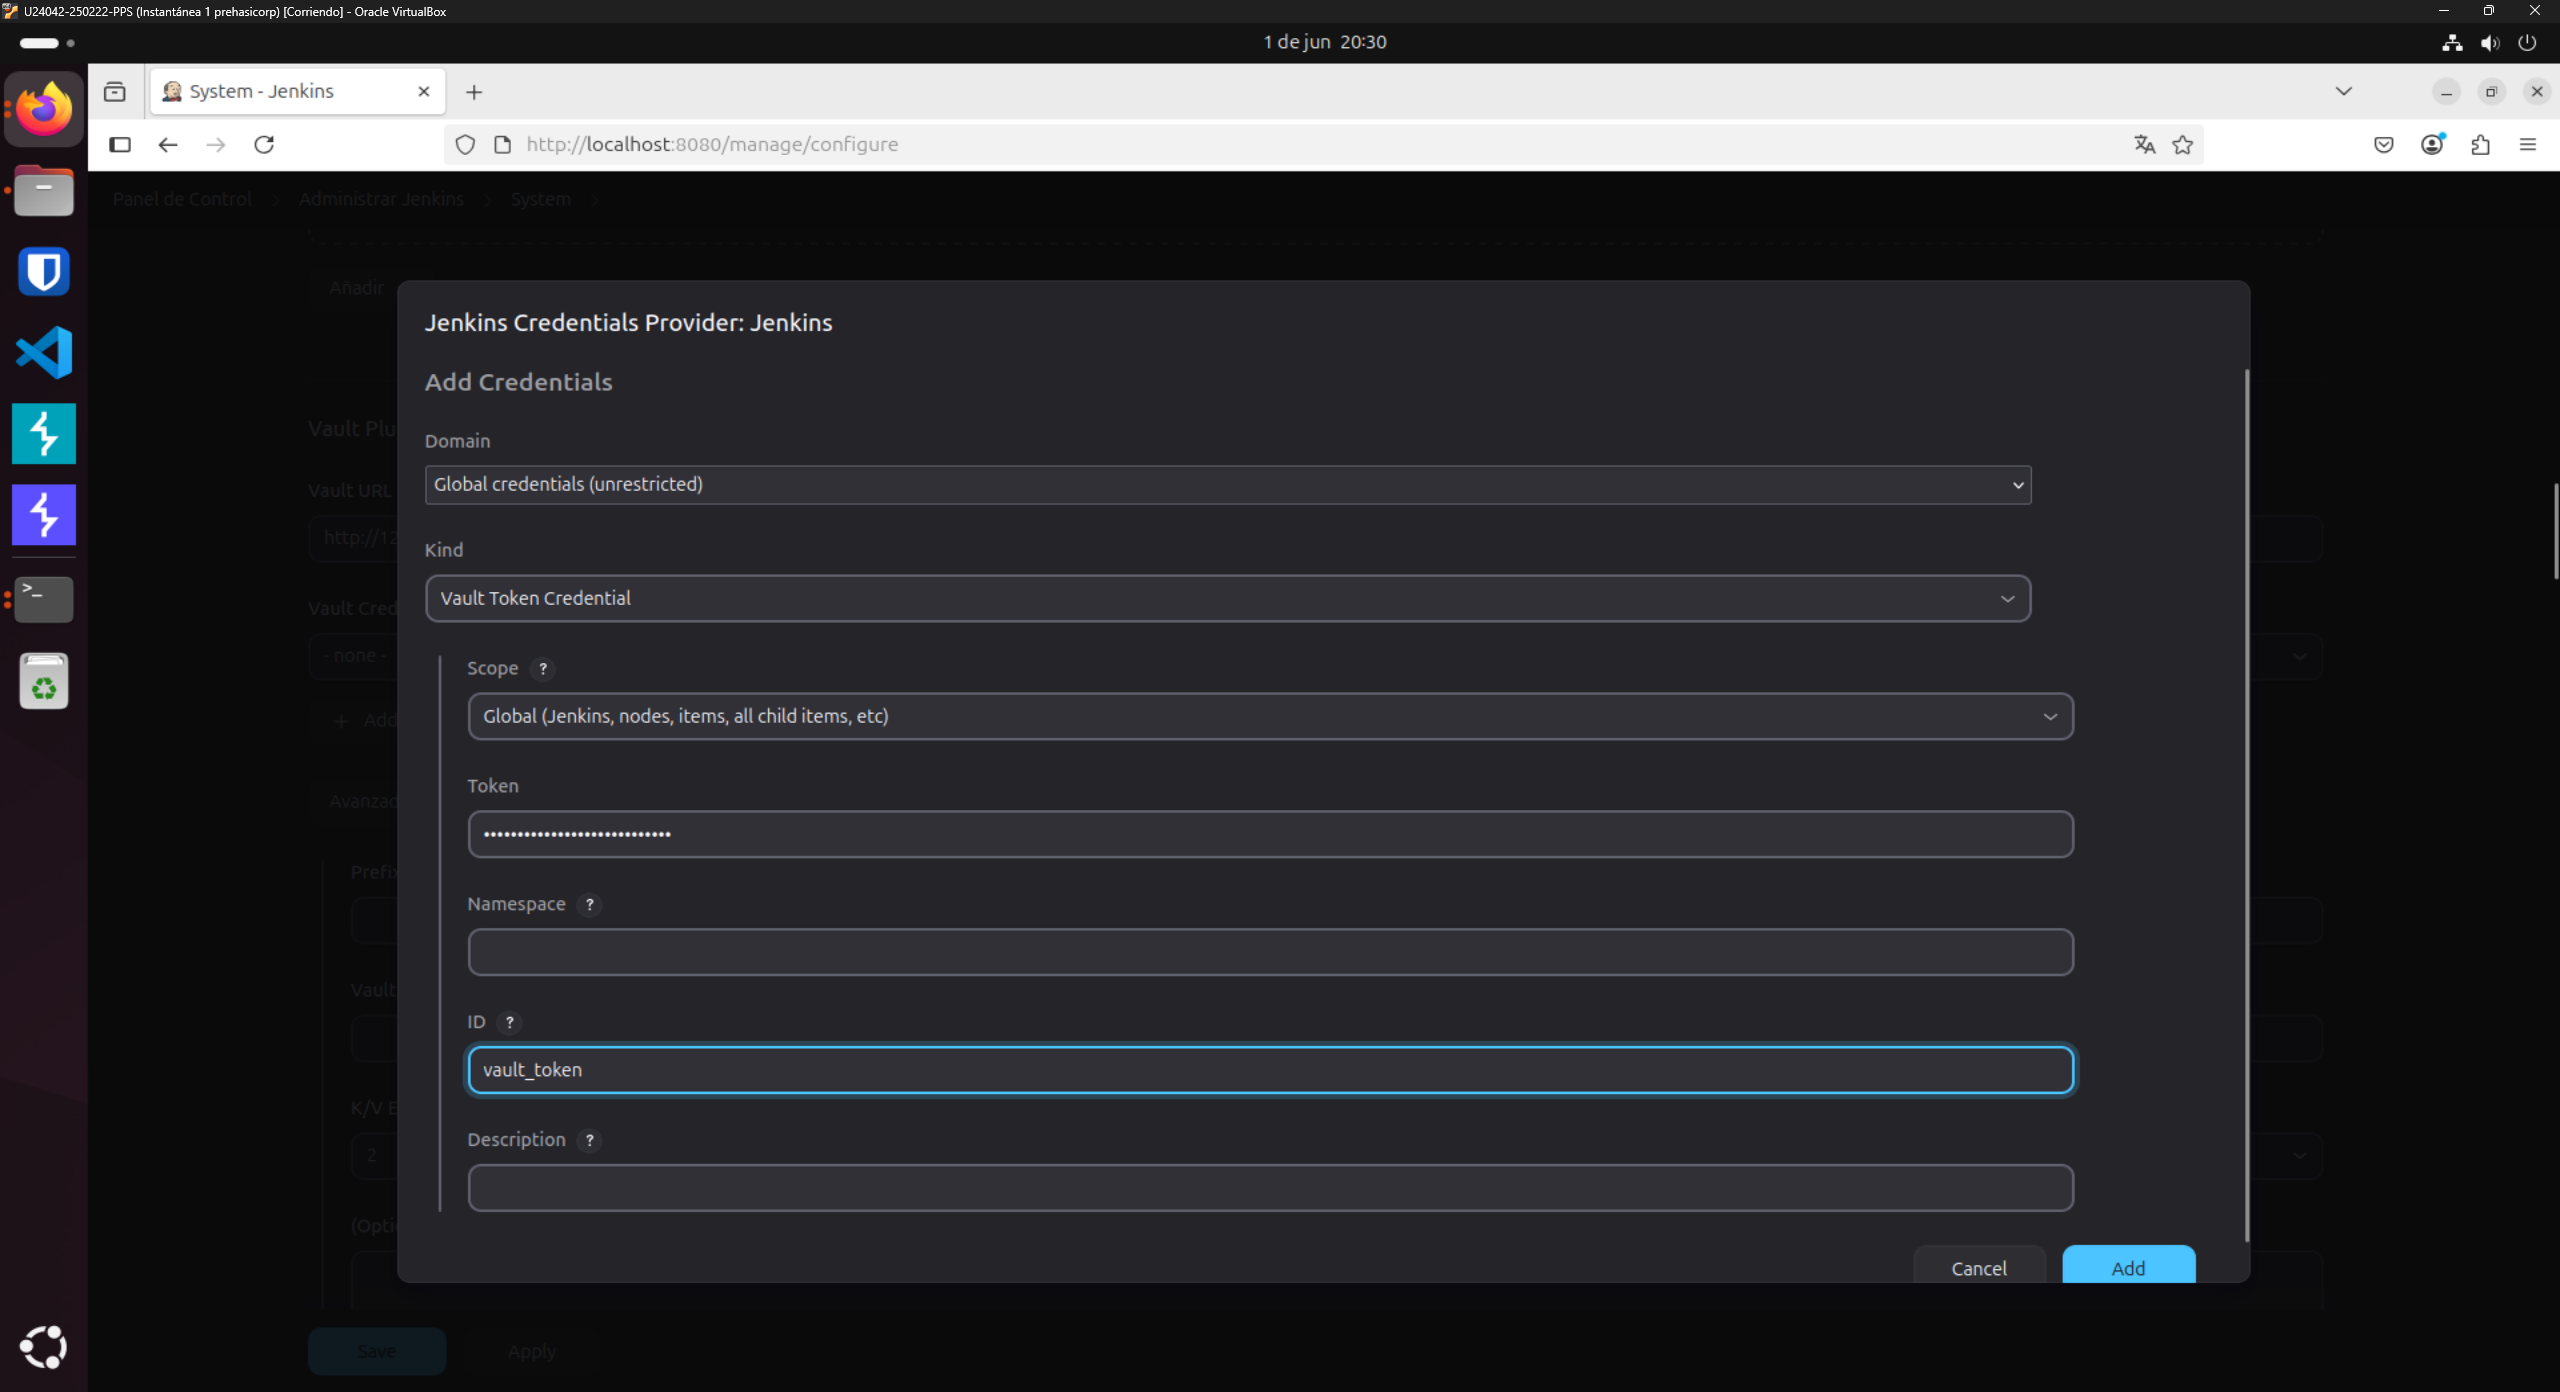 U24042-250222-PPS (Instantánea 1 prehasicorp) [Corriendo] - Oracle VirtualBox
1 de jun 20:30
System - Jenkins
http://localhost:8080/manage/configure
Panel de Control
Administrar Jenkins
System
Añadir
Jenkins Credentials Provider: Jenkins
Add Credentials
Vault Plu
Domain
Vault URL
Global credentials (unrestricted)
http://12
Kind
Vault Token Credential
Vault Cred
- none -
Scope ?
Global (Jenkins, nodes, items, all child items, etc)
+ Add
Token
Avanzad
••••••••••••••••••••••••••••
Prefix
Namespace ?
Vault
ID ?
vault_token
K/V E
Description ?
2
(Optio
Cancel
Add
Save
Apply